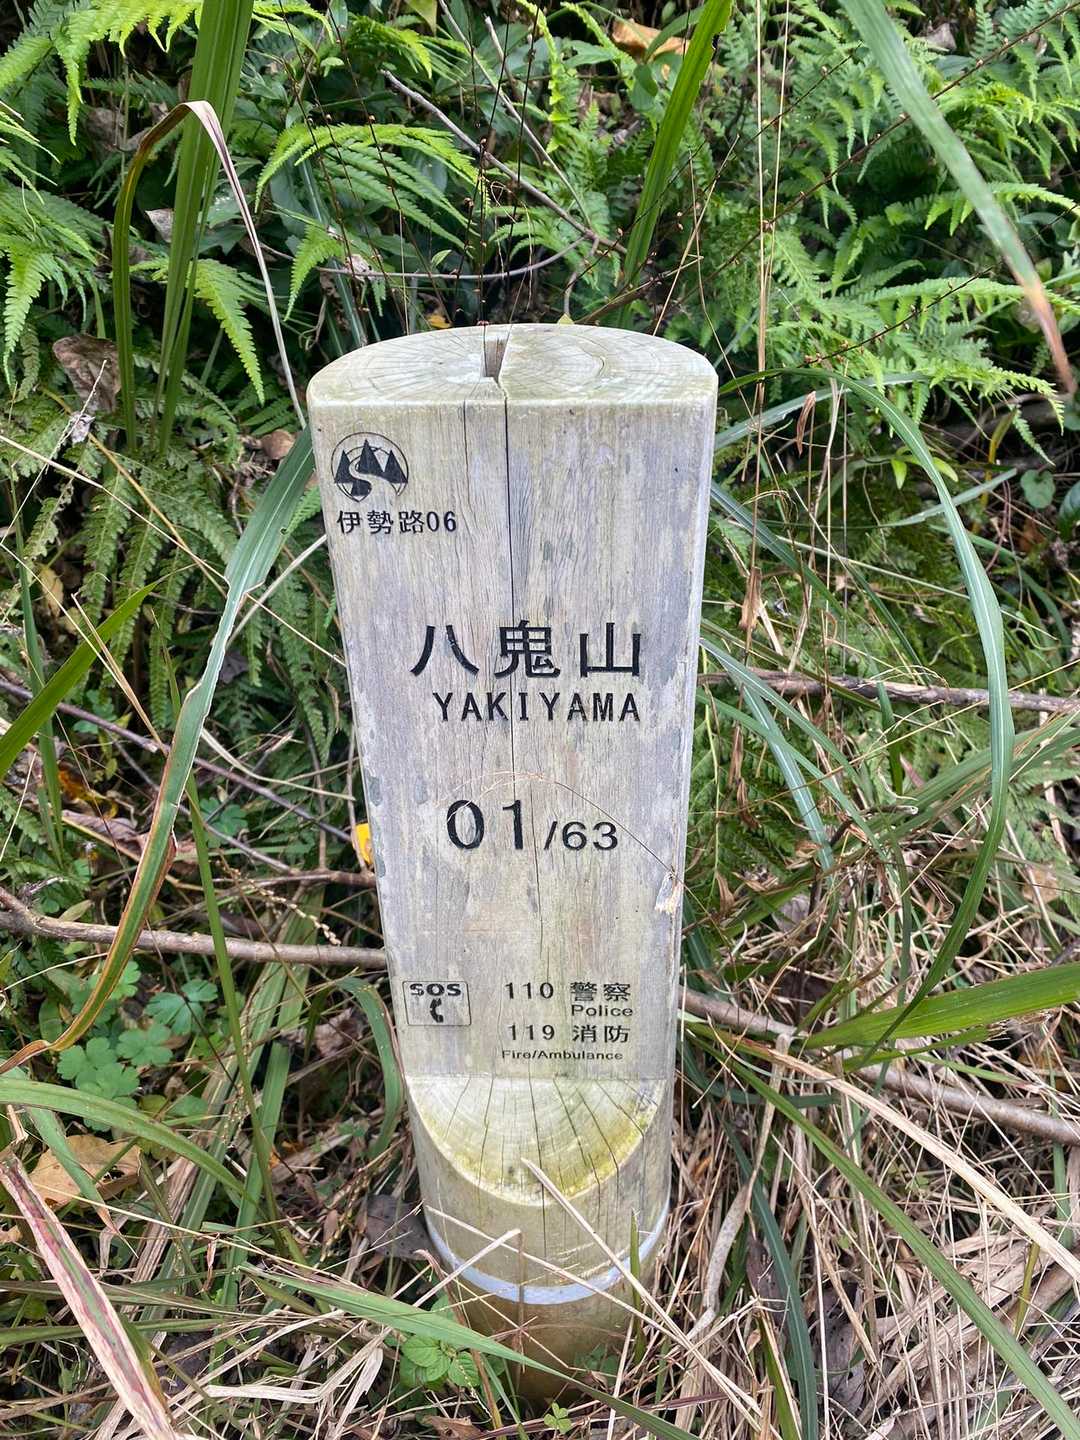 伊勢路06
八鬼山
YAKIYAMA
01/63
SOS
110 警察
Police
119 消防
Fire/Ambulance